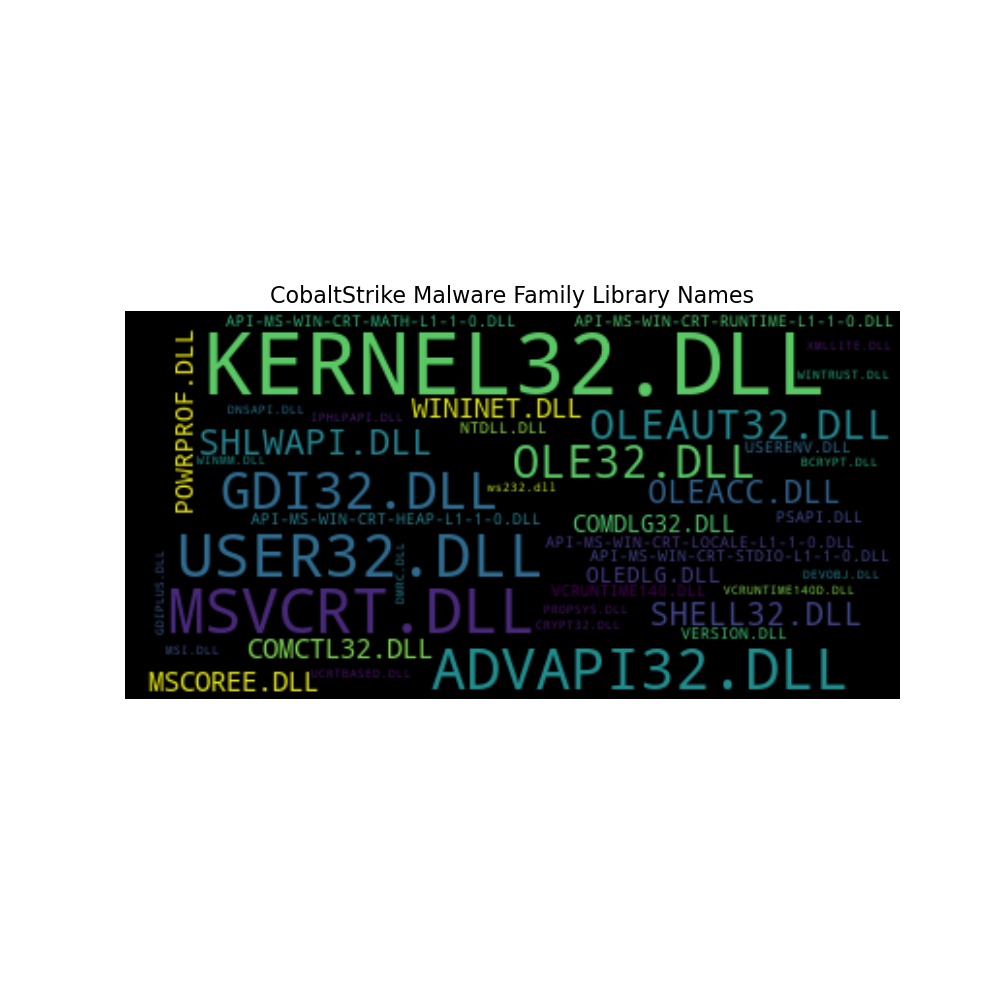 CobaltStrike Malware Family Library Names
API-MS-WIN-CRT-MATH-L1-1-0.DLL
API-MS-WIN-CRT-RUNTIME-L1-1-0.DLL
POWRPROF.DLL
KERNEL32.DLL
XMLLITE.DLL
WINTRUST.DLL
DNSAPI.DLL
IPHLPAPI.DLL
WININET.DLL
NTDLL.DLL
OLEAUT32.DLL
SHLWAPI.DLL
USERENV.DLL
WINMM.DLL
OLE32.DLL
BCRYPT.DLL
GDI32.DLL
ws232.dll
OLEACC.DLL
API-MS-WIN-CRT-HEAP-L1-1-0.DLL
COMDLG32.DLL
PSAPI.DLL
USER32.DLL
API-MS-WIN-CRT-LOCALE-L1-1-0.DLL
API-MS-WIN-CRT-STDIO-L1-1-0.DLL
GDIPLUS.DLL
DMRC.DLL
OLEDLG.DLL
DEVOBJ.DLL
VCRUNTIME140.DLL
VCRUNTIME140D.DLL
MSVCRT.DLL
PROPSYS.DLL
SHELL32.DLL
CRYPT32.DLL
VERSION.DLL
MSI.DLL
COMCTL32.DLL
ADVAPI32.DLL
UCRTBASED.DLL
MSCOREE.DLL